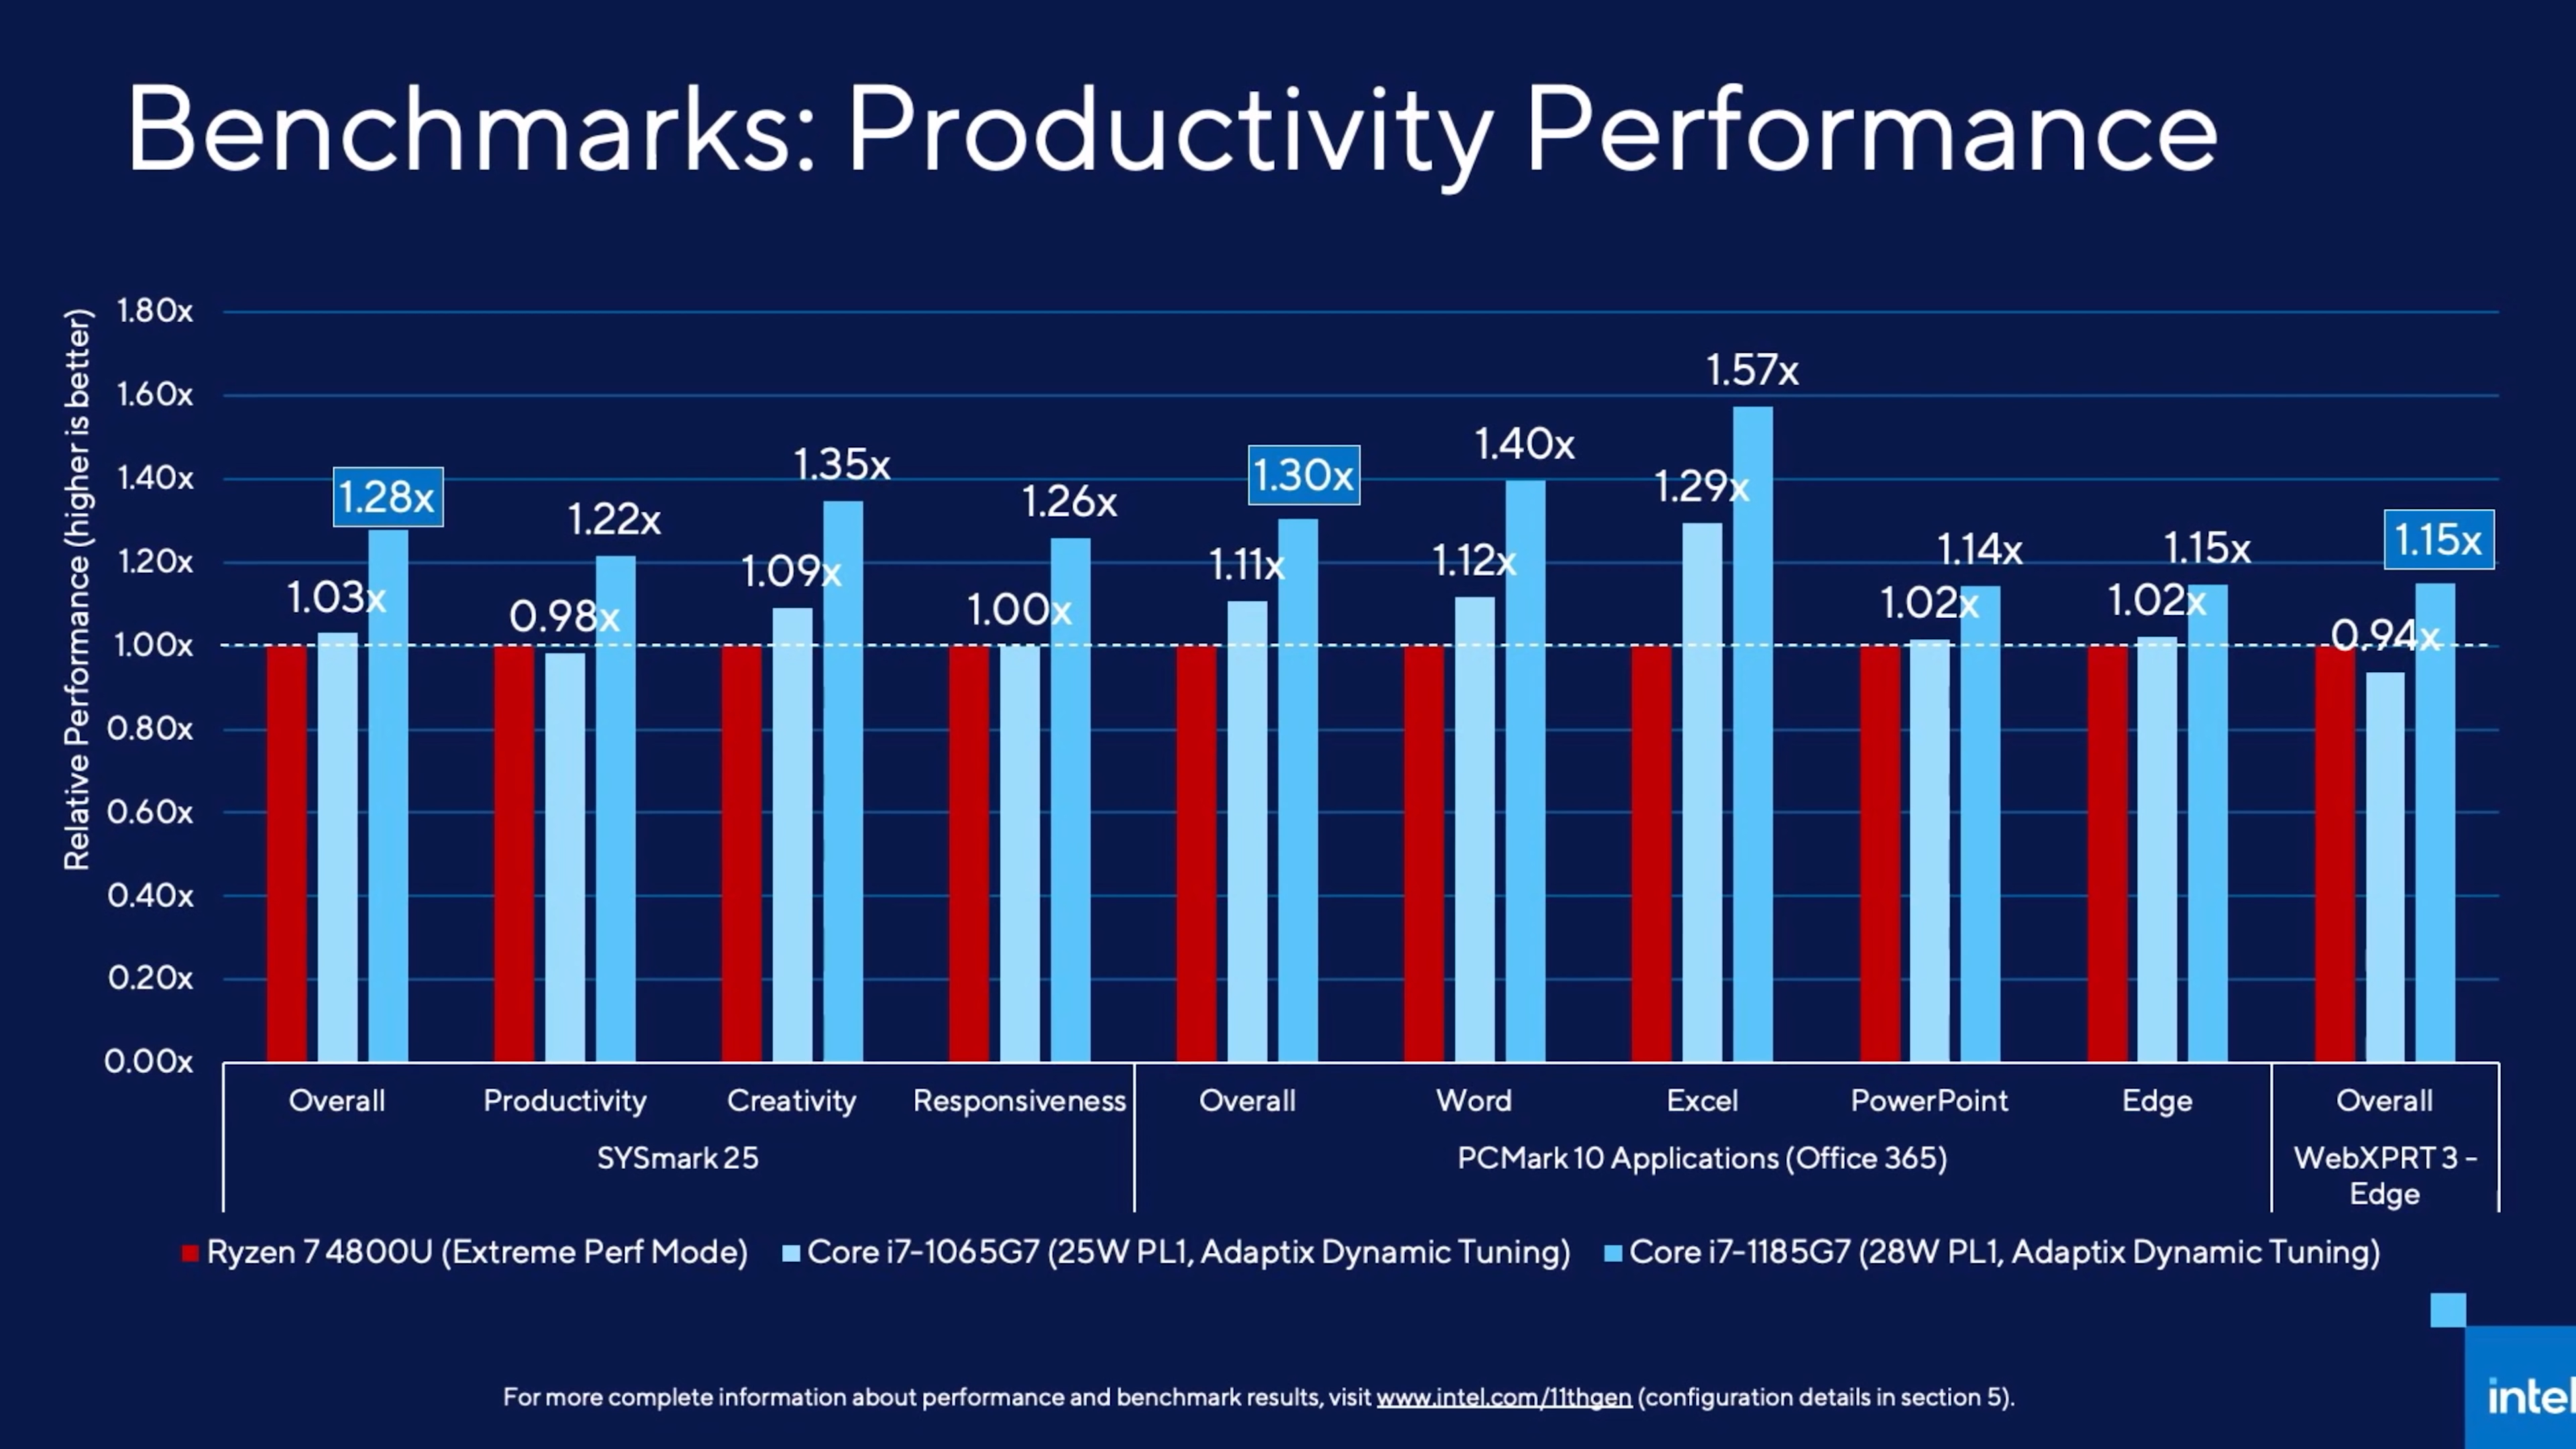 Benchmarks: Productivity Performance
Relative Performance (higher is better)
1.80x
1.60x
1.40x
1.20x
1.00x
0.80x
0.60x
0.40x
0.20x
0.00x
1.03x
1.28x
0.98x
1.22x
1.09x
1.35x
1.00x
1.26x
1.11x
1.30x
1.12x
1.40x
1.29x
1.57x
1.02x
1.14x
1.02x
1.15x
0.94x
1.15x
Overall
Productivity
Creativity
Responsiveness
Overall
Word
Excel
PowerPoint
Edge
Overall
SYSmark 25
PCMark 10 Applications (Office 365)
WebXPRT 3 -
Edge
Ryzen 7 4800U (Extreme Perf Mode)
Core i7-1065G7 (25W PL1, Adaptix Dynamic Tuning)
Core i7-1185G7 (28W PL1, Adaptix Dynamic Tuning)
For more complete information about performance and benchmark results, visit www.intel.com/11thgen (configuration details in section 5).
intel